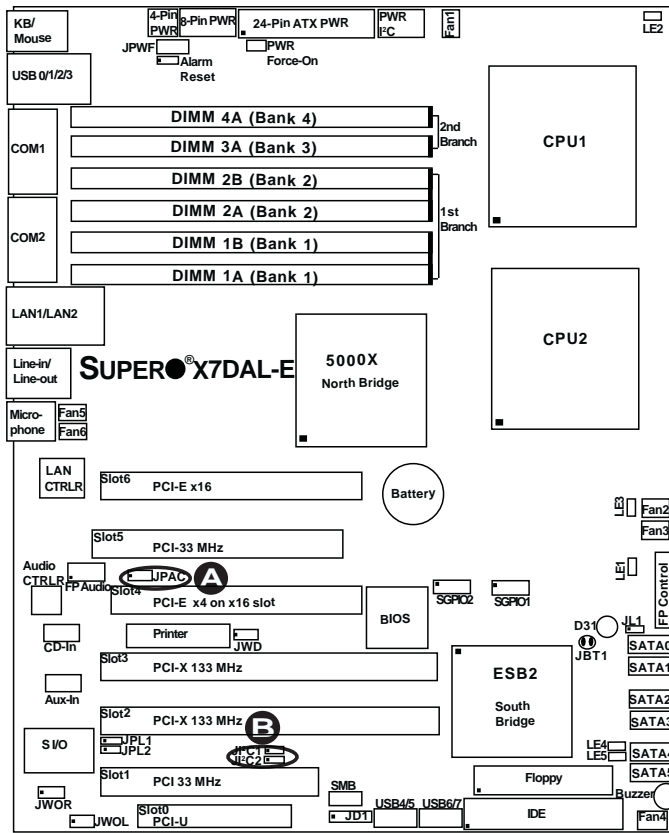 KB/
Mouse
4-Pin
PWR
8-Pin PWR
24-Pin ATX PWR
PWR
I²C
Fan1
LE2
JPWF
Alarm
Reset
PWR
Force-On
USB 0/1/2/3
DIMM 4A (Bank 4)
DIMM 3A (Bank 3)
2nd
Branch
DIMM 2B (Bank 2)
DIMM 2A (Bank 2)
DIMM 1B (Bank 1)
DIMM 1A (Bank 1)
1st
Branch
CPU1
COM1
COM2
LAN1/LAN2
CPU2
SUPER®X7DAL-E
5000X
North Bridge
Line-in/
Line-out
Micro-
phone
Fan5
Fan6
LAN
CTRLR
Slot6
PCI-E x16
Battery
LE3
Fan2
Fan3
Slot5
PCI-33 MHz
Audio
CTRLR
FP Audio
JPAC
A
LE1
FP Control
Slot4
PCI-E x4 on x16 slot
BIOS
SGPIO2
SGPIO1
CD-In
Printer
JWD
D31
JL1
JBT1
SATA0
SATA1
Slot3
PCI-X 133 MHz
ESB2
South
Bridge
Aux-In
SATA2
SATA3
Slot2
PCI-X 133 MHz
B
S I/O
JPL1
JPL2
JI²C1
JI²C2
LE4
LE5
SATA4
SATA5
Slot1
PCI 33 MHz
Floppy
JWOR
SMB
Buzzer
JWOL
Slot0
PCI-U
JD1
USB4/5
USB6/7
IDE
Fan4